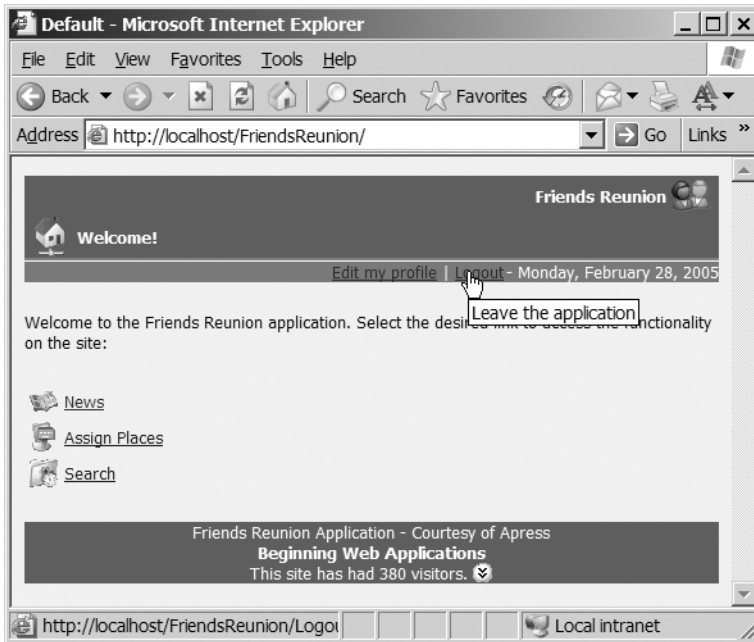 Default - Microsoft Internet Explorer
File Edit View Favorites Tools Help
Back Search Favorites
Address http://localhost/FriendsReunion/ Go Links »
Friends Reunion
Welcome!
Edit my profile | Logout - Monday, February 28, 2005
Leave the application
Welcome to the Friends Reunion application. Select the desired link to access the functionality
on the site:
News
Assign Places
Search
Friends Reunion Application - Courtesy of Apress
Beginning Web Applications
This site has had 380 visitors.
http://localhost/FriendsReunion/Logou Local intranet